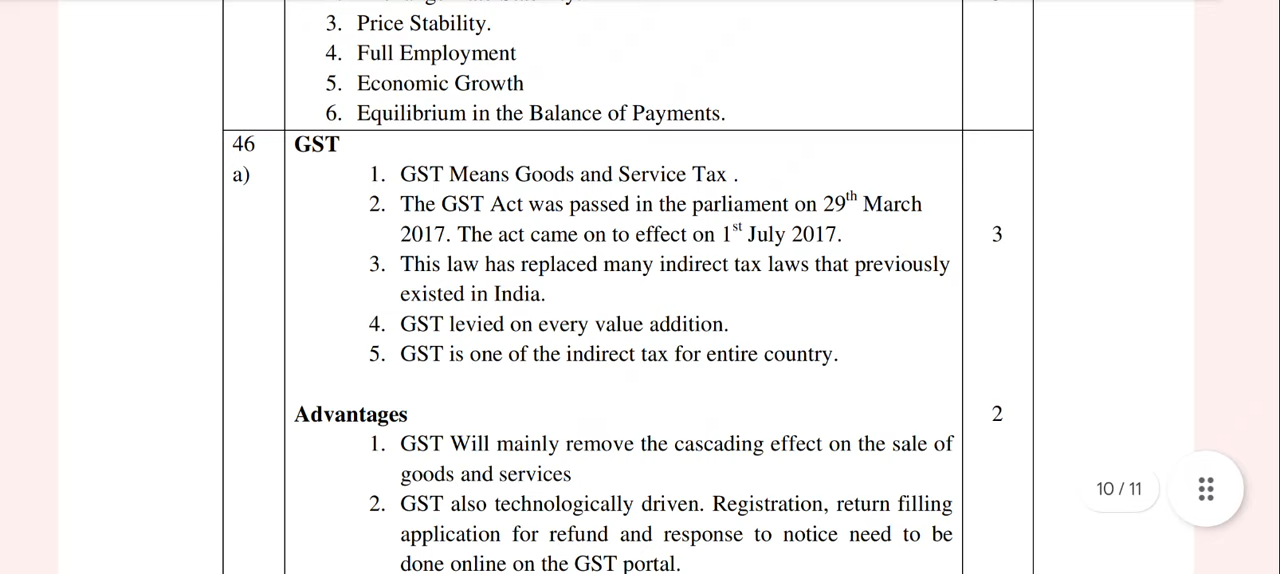 3. Price Stability.
4. Full Employment
5. Economic Growth
6. Equilibrium in the Balance of Payments.
46 GST
a) 1. GST Means Goods and Service Tax .
2. The GST Act was passed in the parliament on 29th March
2017. The act came on to effect on 1st July 2017. 3
3. This law has replaced many indirect tax laws that previously
existed in India.
4. GST levied on every value addition.
5. GST is one of the indirect tax for entire country.
Advantages 2
1. GST Will mainly remove the cascading effect on the sale of
goods and services
2. GST also technologically driven. Registration, return filling
application for refund and response to notice need to be
done online on the GST portal.
10 / 11